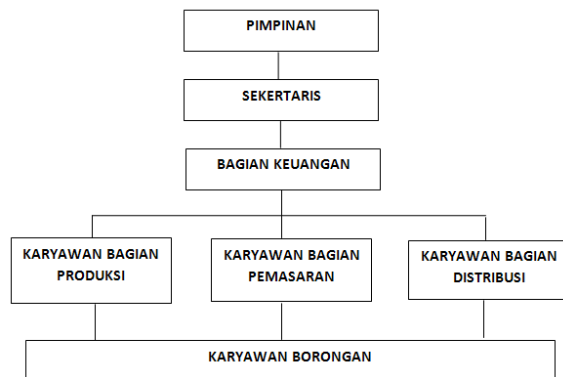 PIMPINAN
SEKERTARIS
BAGIAN KEUANGAN
KARYAWAN BAGIAN
PRODUKSI
KARYAWAN BAGIAN
PEMASARAN
KARYAWAN BAGIAN
DISTRIBUSI
KARYAWAN BORONGAN